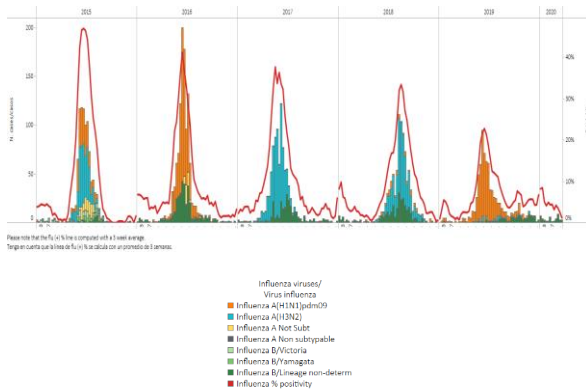 2015 2016 2017 2018 2019 2020
200
150
100
50
0
40%
30%
20%
10%
0%
Please note that the flu (+) % line is computed with a 3 week average.
Tenga en cuenta que la línea de flu (+) % se calcula con un promedio de 3 semanas.
Influenza viruses/
Virus influenza
Influenza A(H1N1)pdm09
Influenza A(H3N2)
Influenza A Not Subt
Influenza A Non subtypable
Influenza B/Victoria
Influenza B/Yamagata
Influenza B/Lineage non-determ
Influenza % positivity